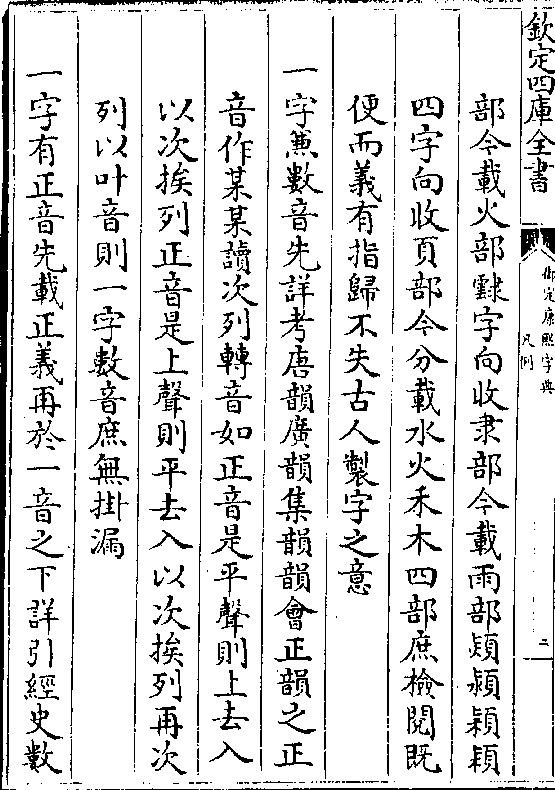 欽定四庫全書
御定康熙字典
凡例
二
部今載火部靆字向收隶部今載雨部熲潁穎頴
四字向收頁部今分載水火禾木四部庶檢閱既
便而義有指歸不失古人製字之意
一字兼數音先詳考唐韻廣韻集韻韻會正韻之正
音作某某讀次列轉音如正音是平聲則上去入
以次挨列正音是上聲則平去入以次挨列再次
列以叶音則一字數音庶無掛漏
一字有正音先載正義再於一音之下詳引經史數